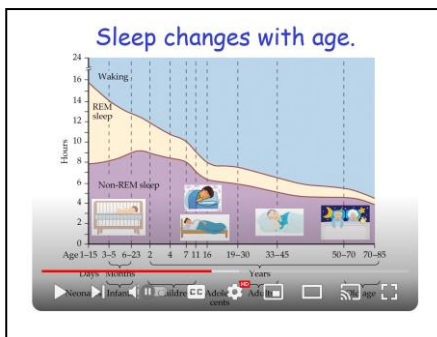 Sleep changes with age.
24
16
14
12
10
8
6
4
2
0
Hours
Waking
REM
sleep
Non-REM sleep
Age 1–15 3–5 6–23 2 4 7 11 16 19–30 33–45 50–70 70–85
Days Months Years
CC HD